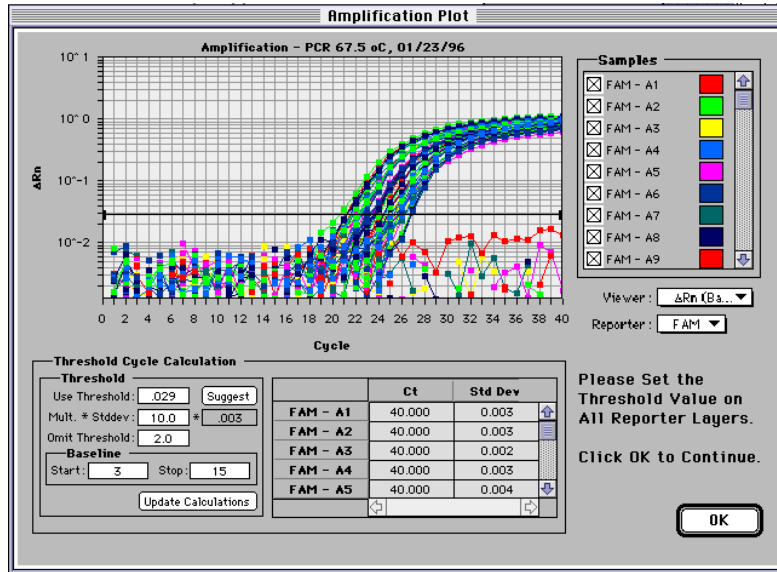 Amplification Plot
Amplification - PCR 67.5 oC, 01/23/96
10^ 1
10^ 0
10^-1
10^-2
ΔRn
0 2 4 6 8 10 12 14 16 18 20 22 24 26 28 30 32 34 36 38 40
Cycle
Samples
FAM - A1
FAM - A2
FAM - A3
FAM - A4
FAM - A5
FAM - A6
FAM - A7
FAM - A8
FAM - A9
Viewer : ΔRn (Ba...
Reporter : FAM
Threshold Cycle Calculation
Threshold
Use Threshold: .029 Suggest
Mult. * Stddev: 10.0 * .003
Omit Threshold: 2.0
Baseline
Start: 3 Stop: 15
Update Calculations
Ct Std Dev
FAM - A1 40.000 0.003
FAM - A2 40.000 0.003
FAM - A3 40.000 0.002
FAM - A4 40.000 0.003
FAM - A5 40.000 0.004
Please Set the
Threshold Value on
All Reporter Layers.
Click OK to Continue.
OK